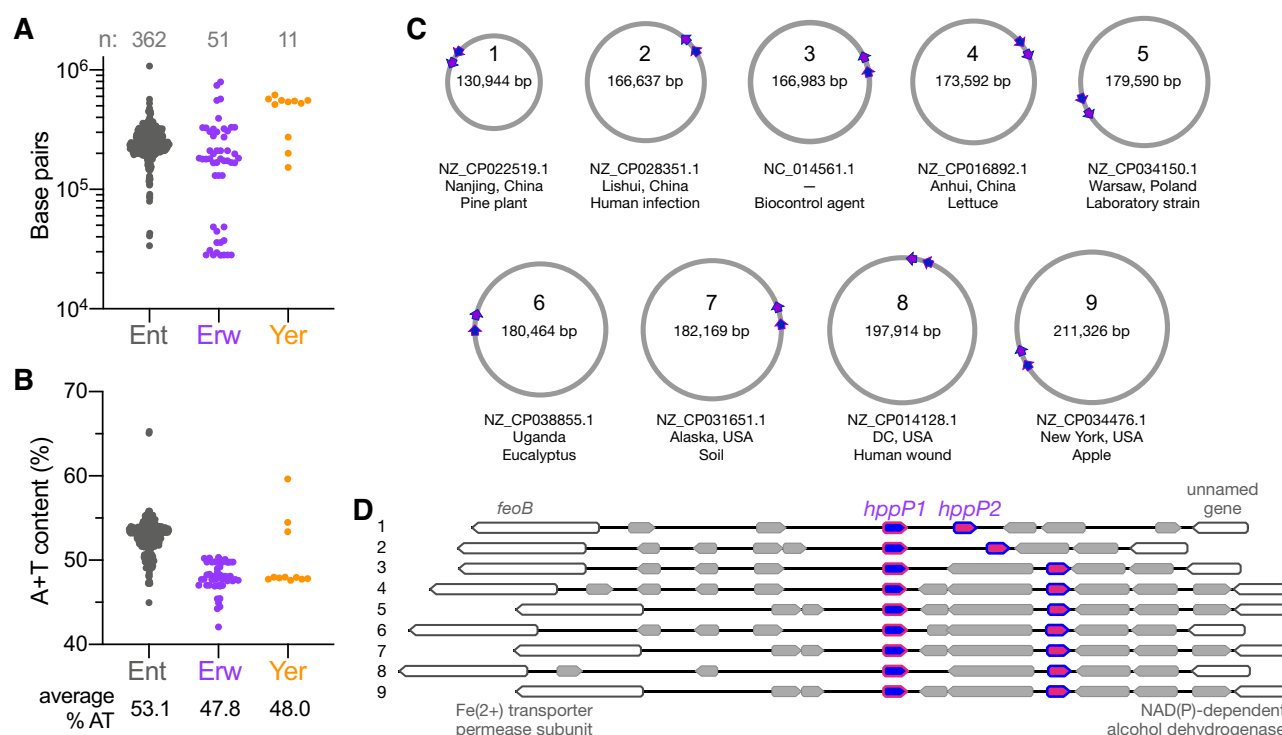 A
n: 362 51 11
Base pairs
10⁶
10⁵
10⁴
Ent Erw Yer
B
A+T content (%)
70
60
50
40
Ent Erw Yer
average
% AT
53.1 47.8 48.0
C
1
130,944 bp
NZ_CP022519.1
Nanjing, China
Pine plant
2
166,637 bp
NZ_CP028351.1
Lishui, China
Human infection
3
166,983 bp
NC_014561.1
—
Biocontrol agent
4
173,592 bp
NZ_CP016892.1
Anhui, China
Lettuce
5
179,590 bp
NZ_CP034150.1
Warsaw, Poland
Laboratory strain
6
180,464 bp
NZ_CP038855.1
Uganda
Eucalyptus
7
182,169 bp
NZ_CP031651.1
Alaska, USA
Soil
8
197,914 bp
NZ_CP014128.1
DC, USA
Human wound
9
211,326 bp
NZ_CP034476.1
New York, USA
Apple
D
feoB
hppP1 hppP2
unnamed
gene
1
2
3
4
5
6
7
8
9
Fe(2+) transporter
permease subunit
NAD(P)-dependent
alcohol dehydrogenase